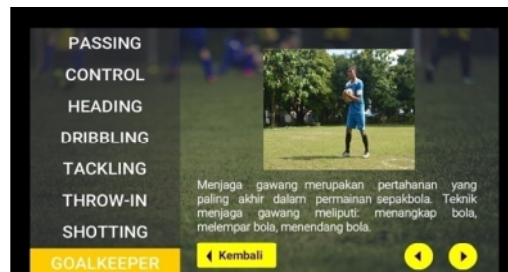 PASSING
CONTROL
HEADING
DRIBBLING
TACKLING
THROW-IN
SHOTTING
GOALKEEPER
Menjaga gawang merupakan pertahanan yang
paling akhir dalam permainan sepakbola. Teknik
menjaga gawang meliputi: menangkap bola,
melempar bola, menendang bola.
Kembali